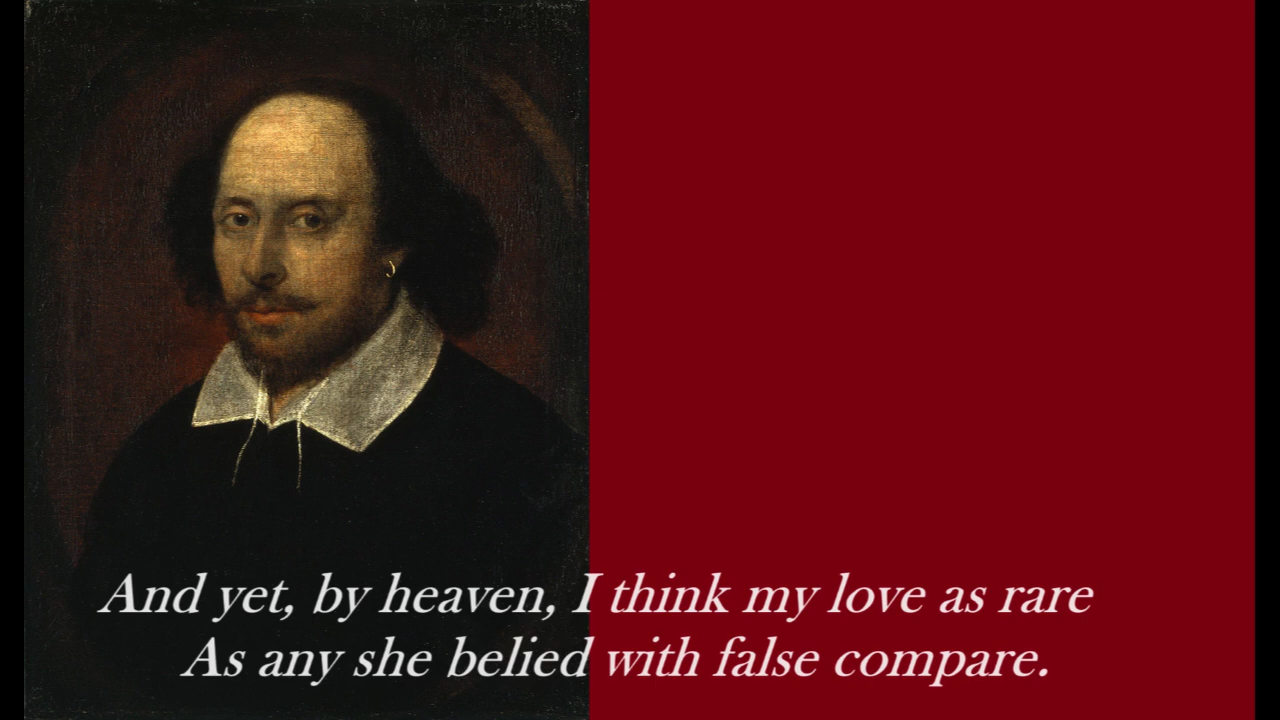 And yet, by heaven, I think my love as rare
As any she belied with false compare.